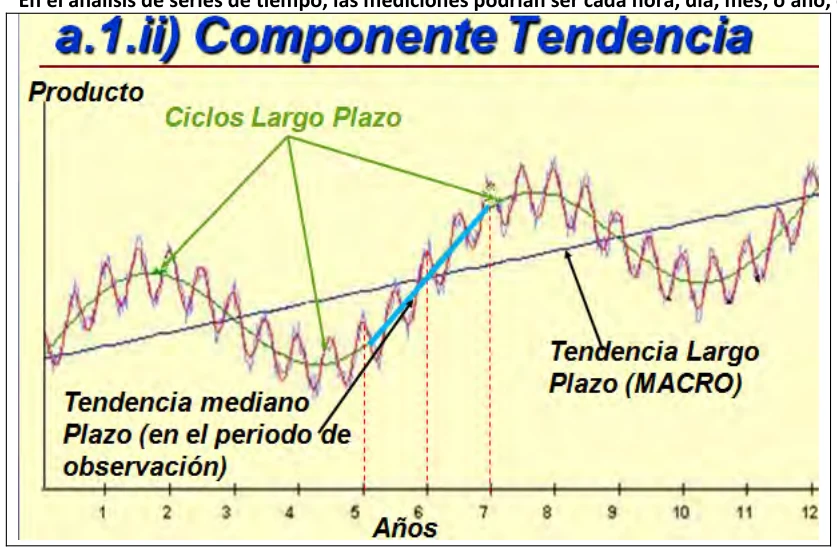 En el análisis de series de tiempo, las mediciones podrían ser cada hora, día, mes, o año,
a.1.ii) Componente Tendencia
Producto
Ciclos Largo Plazo
Tendencia Largo
Plazo (MACRO)
Tendencia mediano
Plazo (en el periodo de
observación)
1 2 3 4 5 6 7 8 9 10 11 12
Años